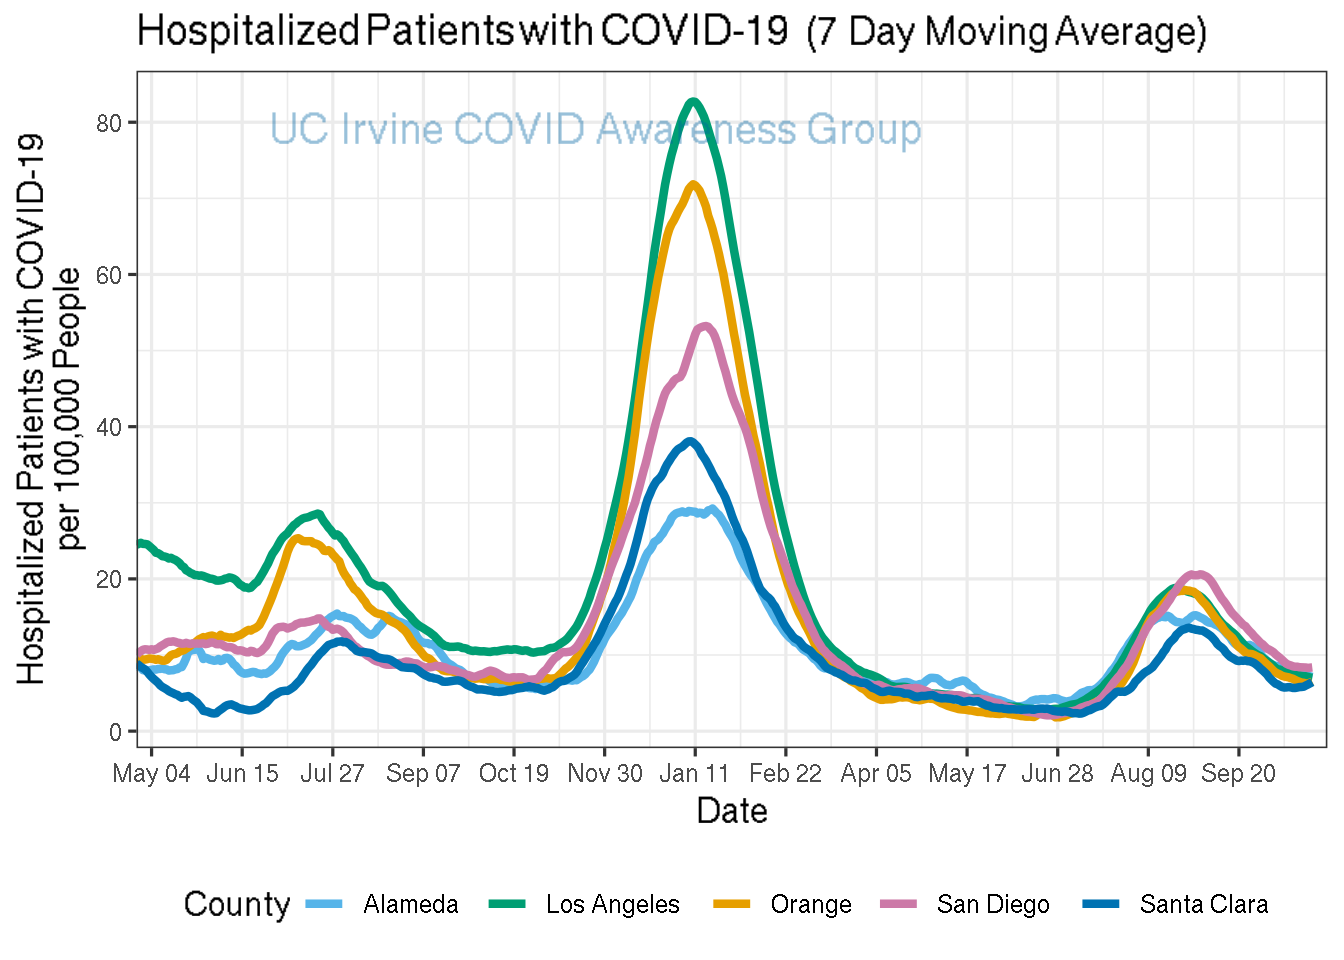 Hospitalized Patients with COVID-19 (7 Day Moving Average)
UC Irvine COVID Awareness Group
Hospitalized Patients with COVID-19
per 100,000 People
80
60
40
20
0
May 04 Jun 15 Jul 27 Sep 07 Oct 19 Nov 30 Jan 11 Feb 22 Apr 05 May 17 Jun 28 Aug 09 Sep 20
Date
County Alameda Los Angeles Orange San Diego Santa Clara